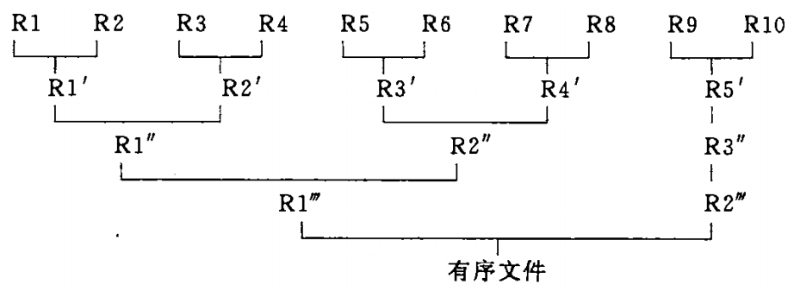 R1 R2 R3 R4 R5 R6 R7 R8 R9 R10
R1′ R2′ R3′ R4′ R5′
R1″ R2″ R3″
R1‴ R2‴
有序文件